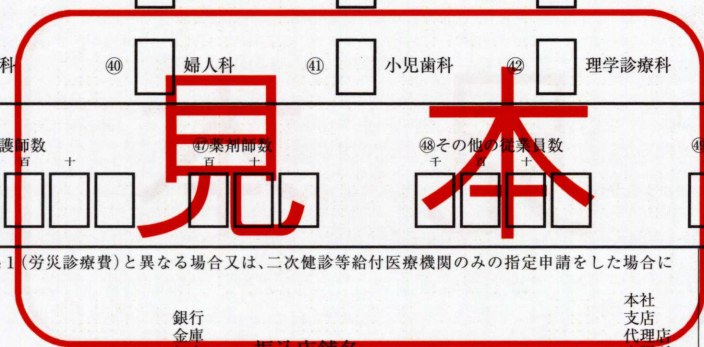 科 ㊵ 婦人科 ㊶ 小児歯科 ㊷ 理学診療科
護師数 ㊼薬剤師数 ㊽その他の従業員数 ㊾
百 十 百 十 千 百 十
見本
1(労災診療費)と異なる場合又は、二次健診等給付医療機関のみの指定申請をした場合に
銀行
金庫
本社
支店
代理店